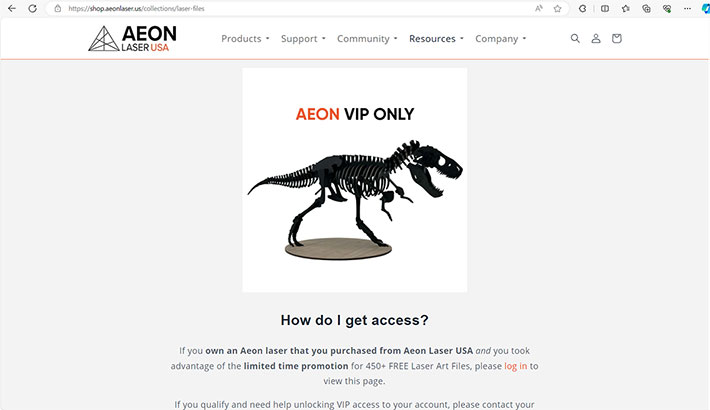 https://shop.aeonlaser.us/collections/laser-files
AEON
LASER USA
Products Support Community Resources Company
AEON VIP ONLY
How do I get access?
If you own an Aeon laser that you purchased from Aeon Laser USA and you took
advantage of the limited time promotion for 450+ FREE Laser Art Files, please log in to
view this page.
If you qualify and need help unlocking VIP access to your account, please contact your